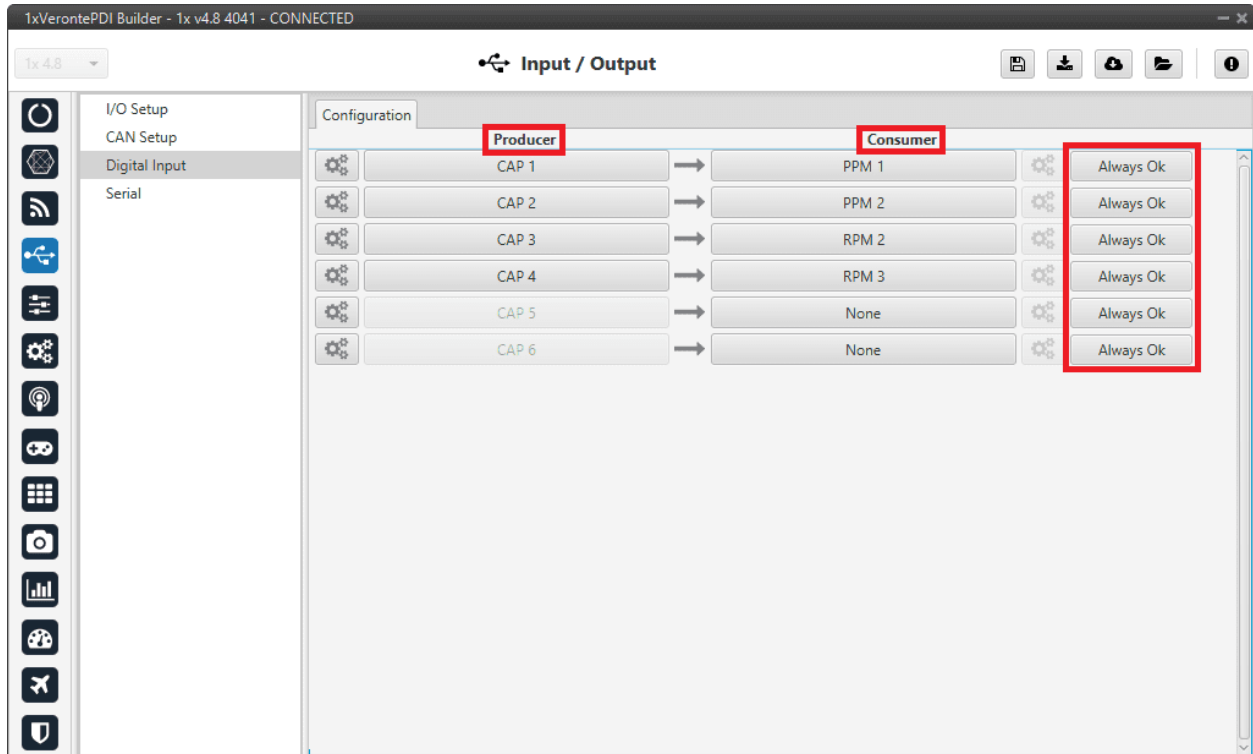 1xVerontePDI Builder - 1x v4.8 4041 - CONNECTED
1x 4.8
Input / Output
I/O Setup
CAN Setup
Digital Input
Serial
Configuration
Producer Consumer
CAP 1 PPM 1 Always Ok
CAP 2 PPM 2 Always Ok
CAP 3 RPM 2 Always Ok
CAP 4 RPM 3 Always Ok
CAP 5 None Always Ok
CAP 6 None Always Ok